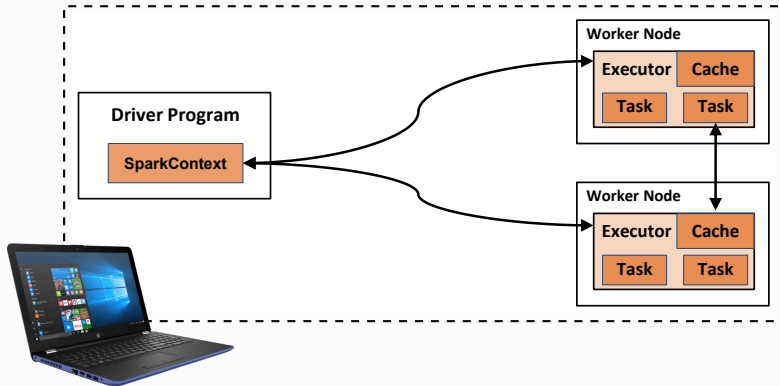 Driver Program
SparkContext
Worker Node
Executor
Cache
Task
Task
Worker Node
Executor
Cache
Task
Task